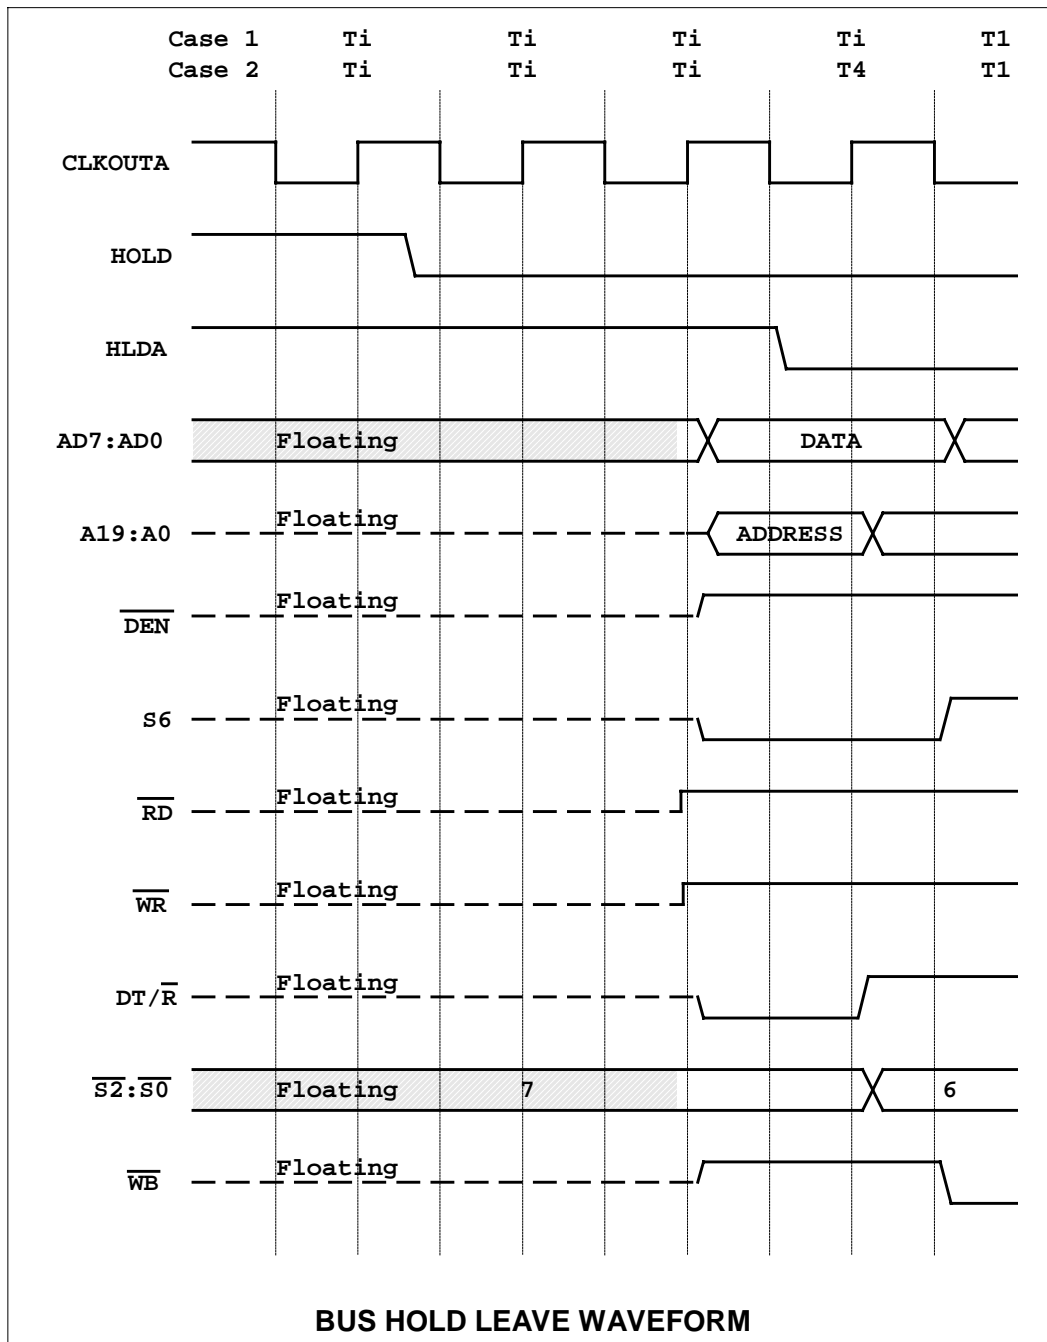 Case 1 Ti Ti Ti Ti T1
Case 2 Ti Ti Ti T4 T1
CLKOUTA
HOLD
HLDA
AD7:AD0 Floating DATA
A19:A0 Floating ADDRESS
DEN Floating
S6 Floating
RD Floating
WR Floating
DT/R Floating
S2:S0 Floating 7 6
WB Floating
BUS HOLD LEAVE WAVEFORM